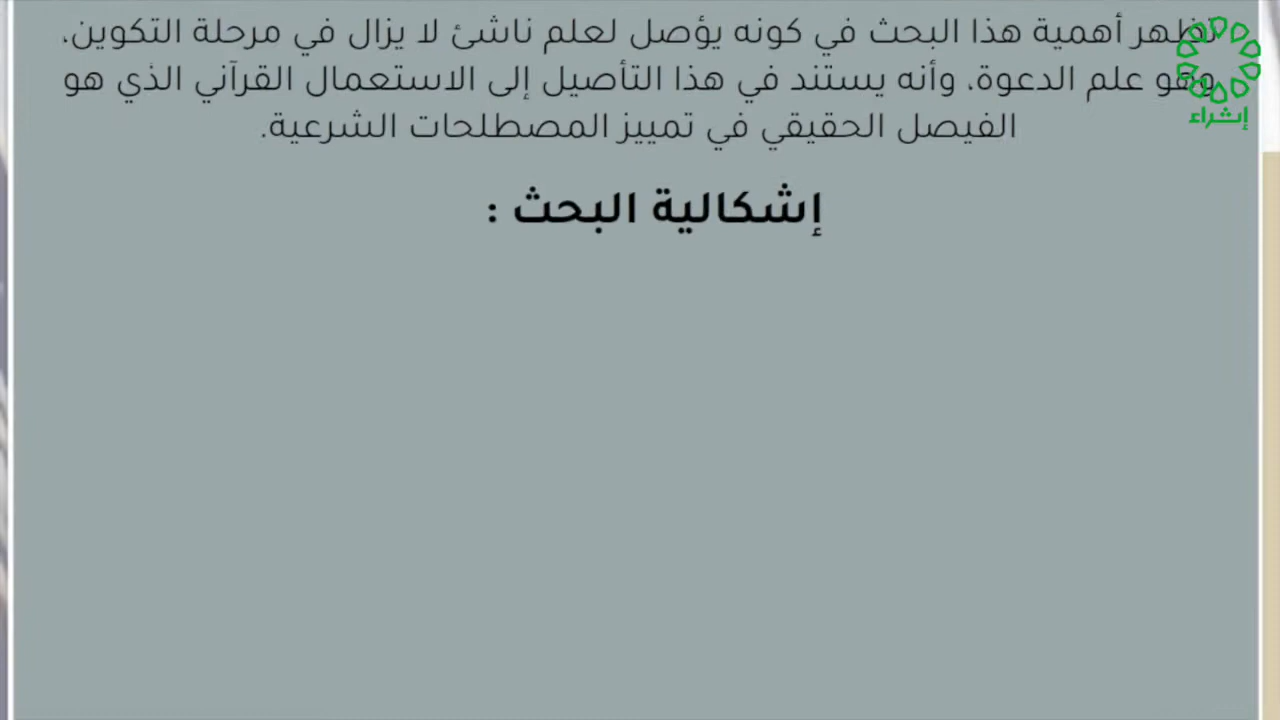 تظهر أهمية هذا البحث في كونه يؤصل لعلم ناشئ لا يزال في مرحلة التكوين،
وهو علم الدعوة، وأنه يستند في هذا التأصيل إلى الاستعمال القرآني الذي هو
الفيصل الحقيقي في تمييز المصطلحات الشرعية.
إشكالية البحث :
إشراء